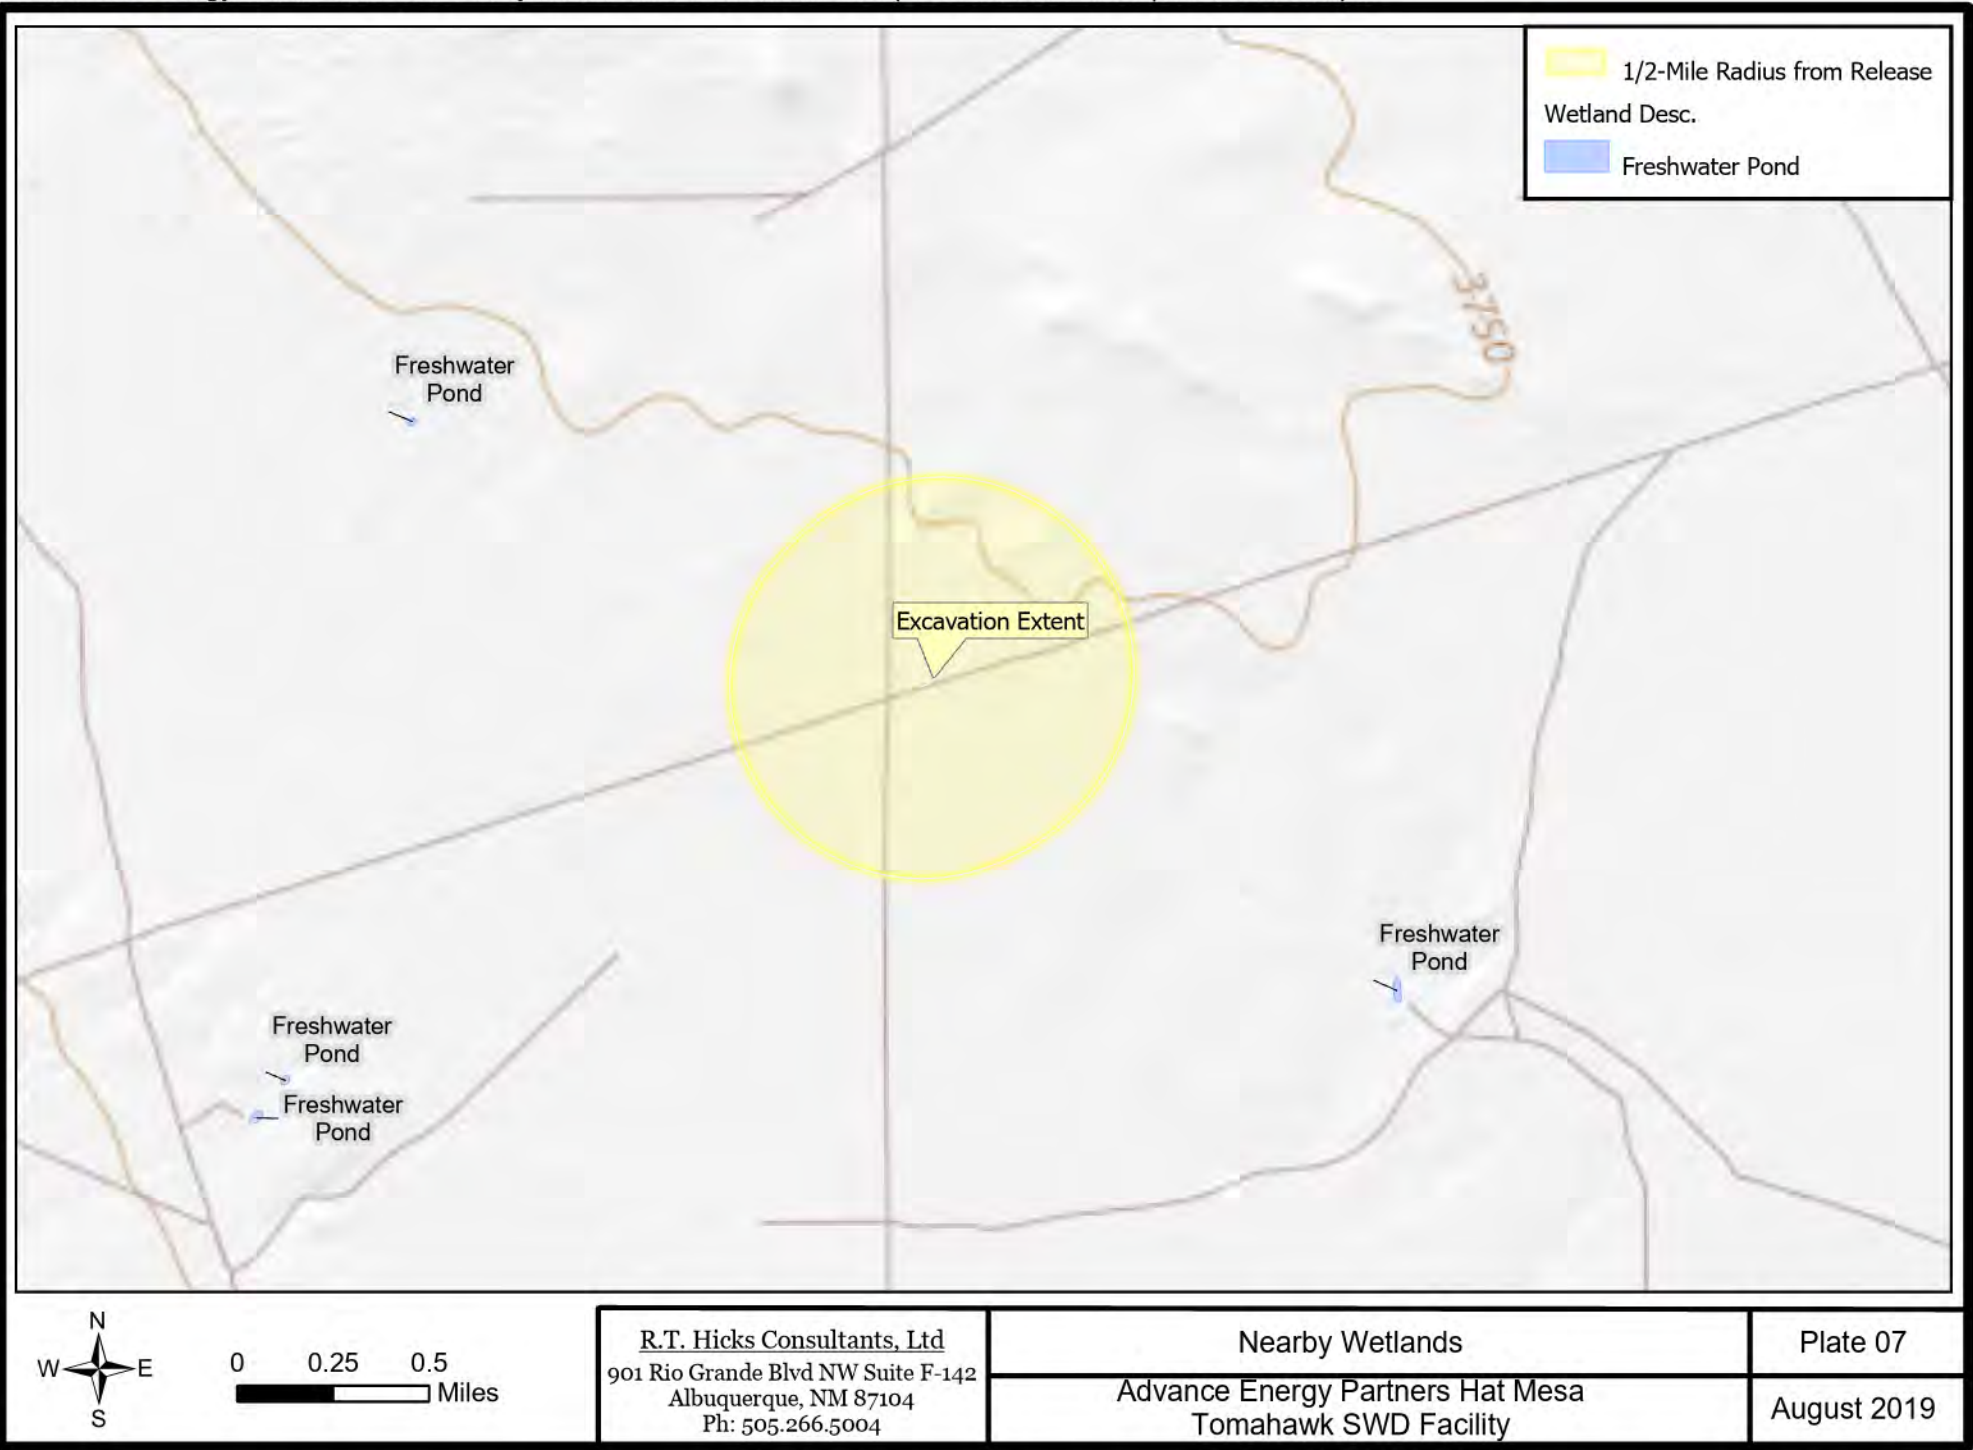 1/2-Mile Radius from Release
Wetland Desc.
Freshwater Pond
3750
Freshwater
Pond
Excavation Extent
Freshwater
Pond
Freshwater
Pond
Freshwater
Pond
N
W E
S
0 0.25 0.5
Miles
R.T. Hicks Consultants, Ltd
901 Rio Grande Blvd NW Suite F-142
Albuquerque, NM 87104
Ph: 505.266.5004
Nearby Wetlands
Advance Energy Partners Hat Mesa
Tomahawk SWD Facility
Plate 07
August 2019